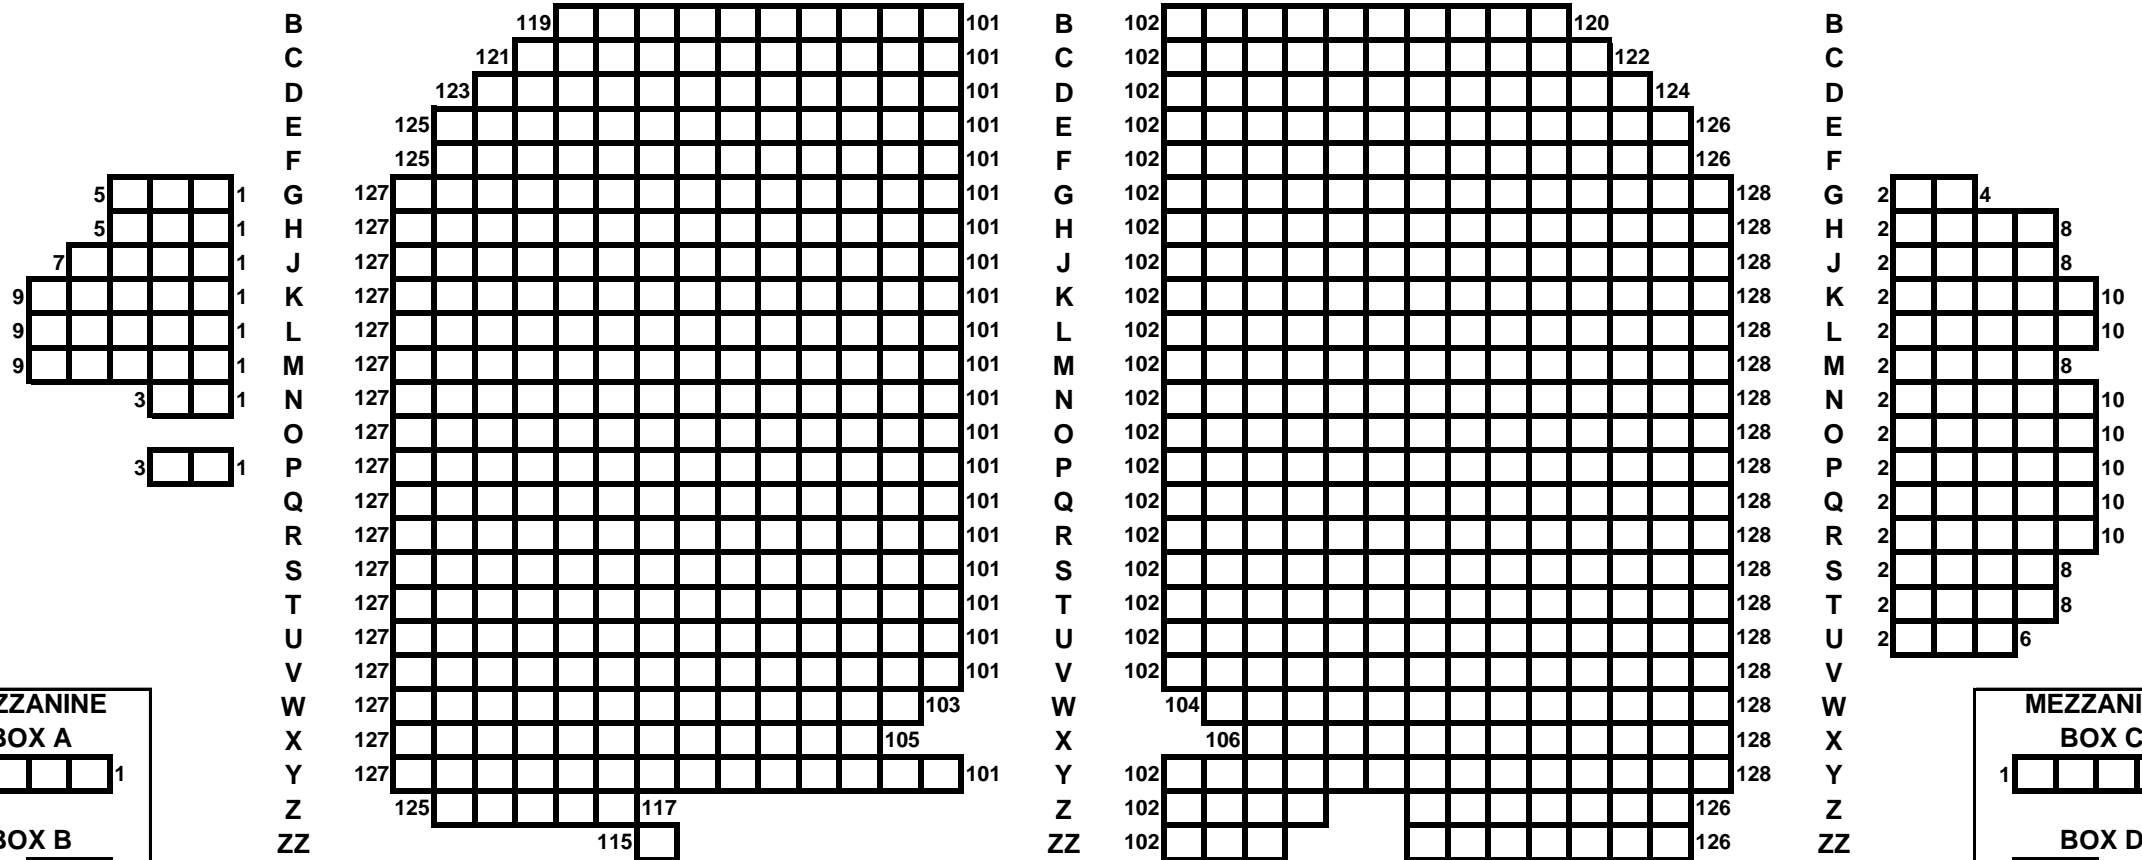 B 119 101 B 102 120 B
C 121 101 C 102 122 C
D 123 101 D 102 124 D
E 125 101 E 102 126 E
F 125 101 F 102 126 F
5 1 G 127 101 G 102 128 G 2 4
5 1 H 127 101 H 102 128 H 2 8
7 1 J 127 101 J 102 128 J 2 8
9 1 K 127 101 K 102 128 K 2 10
9 1 L 127 101 L 102 128 L 2 10
9 1 M 127 101 M 102 128 M 2 8
3 1 N 127 101 N 102 128 N 2 10
O 127 101 O 102 128 O 2 10
3 1 P 127 101 P 102 128 P 2 10
Q 127 101 Q 102 128 Q 2 10
R 127 101 R 102 128 R 2 10
S 127 101 S 102 128 S 2 8
T 127 101 T 102 128 T 2 8
U 127 101 U 102 128 U 2 6
V 127 101 V 102 128 V
ZZANINE W 127 103 W 104 128 W MEZZANI
BOX A X 127 105 X 106 128 X BOX C
1 Y 127 101 Y 102 128 Y 1
Z 125 117 Z 102 126 Z
BOX B ZZ 115 ZZ 102 126 ZZ BOX D